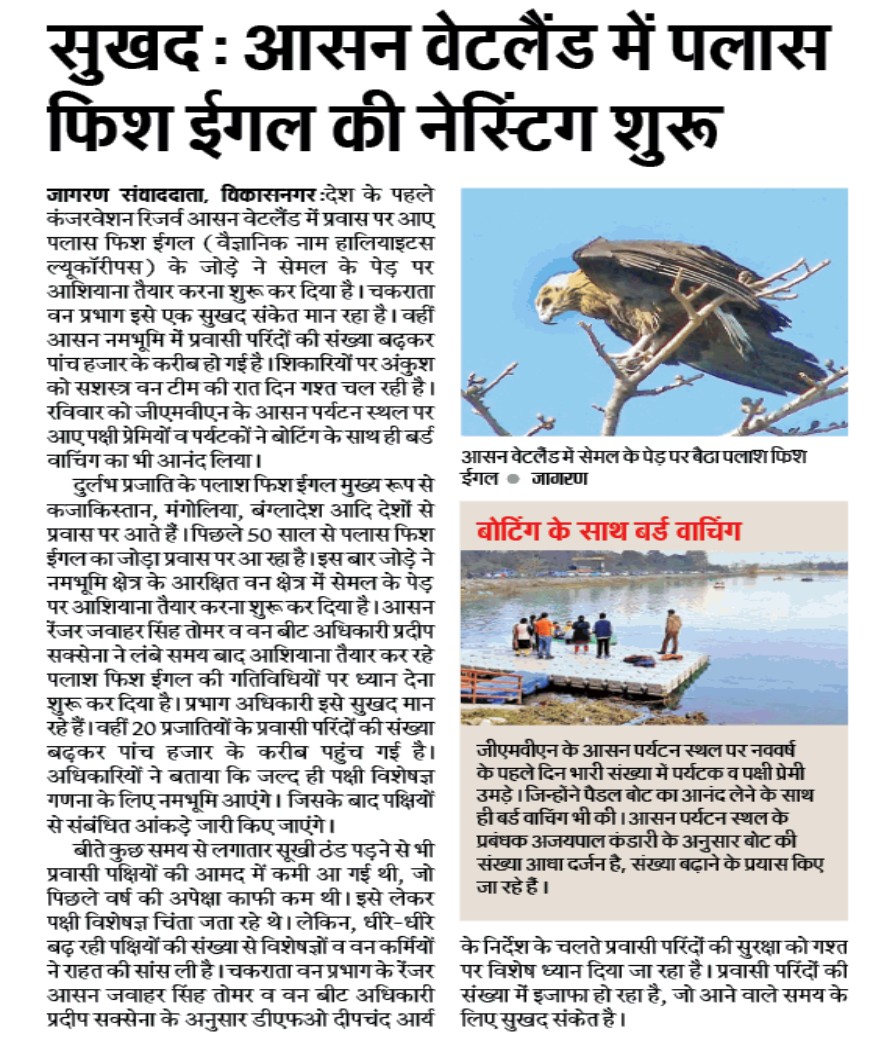 सुखद : आसन वेटलैंड में पलास
फिश ईगल की नेस्टिंग शुरू
जागरण संवाददाता, विकासनगर :देश के पहले
कंजरवेशन रिजर्व आसन वेटलैंड में प्रवास पर आए
पलास फिश ईगल (वैज्ञानिक नाम हालियाइटस
ल्यूकॉरीपस) के जोड़े ने सेमल के पेड़ पर
आशियाना तैयार करना शुरू कर दिया है। चकराता
वन प्रभाग इसे एक सुखद संकेत मान रहा है। वहीं
आसन नमभूमि में प्रवासी परिंदों की संख्या बढ़कर
पांच हजार के करीब हो गई है। शिकारियों पर अंकुश
को सशस्त्र वन टीम की रात दिन गश्त चल रही है।
रविवार को जीएमवीएन के आसन पर्यटन स्थल पर
आए पक्षी प्रेमियों व पर्यटकों ने बोटिंग के साथ ही बर्ड
वाचिंग का भी आनंद लिया।
दुर्लभ प्रजाति के पलाश फिश ईगल मुख्य रूप से
कजाकिस्तान, मंगोलिया, बंग्लादेश आदि देशों से
प्रवास पर आते हैं। पिछले 50 साल से पलास फिश
ईगल का जोड़ा प्रवास पर आ रहा है। इस बार जोड़े ने
नमभूमि क्षेत्र के आरक्षित वन क्षेत्र में सेमल के पेड़
पर आशियाना तैयार करना शुरू कर दिया है। आसन
रेंजर जवाहर सिंह तोमर व वन बीट अधिकारी प्रदीप
सक्सेना ने लंबे समय बाद आशियाना तैयार कर रहे
पलाश फिश ईगल की गतिविधियों पर ध्यान देना
शुरू कर दिया है। प्रभाग अधिकारी इसे सुखद मान
रहे हैं। वहीं 20 प्रजातियों के प्रवासी परिंदों की संख्या
बढ़कर पांच हजार के करीब पहुंच गई है।
अधिकारियों ने बताया कि जल्द ही पक्षी विशेषज्ञ
गणना के लिए नमभूमि आएंगे। जिसके बाद पक्षियों
से संबंधित आंकड़े जारी किए जाएंगे।
बीते कुछ समय से लगातार सूखी ठंड पड़ने से भी
प्रवासी पक्षियों की आमद में कमी आ गई थी, जो
पिछले वर्ष की अपेक्षा काफी कम थी। इसे लेकर
पक्षी विशेषज्ञ चिंता जता रहे थे। लेकिन, धीरे-धीरे
बढ़ रही पक्षियों की संख्या से विशेषज्ञों व वन कर्मियों
ने राहत की सांस ली है। चकराता वन प्रभाग के रेंजर
आसन जवाहर सिंह तोमर व वन बीट अधिकारी
प्रदीप सक्सेना के अनुसार डीएफओ दीपचंद आर्य
आसन वेटलैंड में सेमल के पेड़ पर बैठा पलाश फिश
ईगल ● जागरण
बोटिंग के साथ बर्ड वाचिंग
जीएमवीएन के आसन पर्यटन स्थल पर नववर्ष
के पहले दिन भारी संख्या में पर्यटक व पक्षी प्रेमी
उमड़े। जिन्होंने पैडल बोट का आनंद लेने के साथ
ही बर्ड वाचिंग भी की। आसन पर्यटन स्थल के
प्रबंधक अजयपाल कंडारी के अनुसार बोट की
संख्या आधा दर्जन है, संख्या बढ़ाने के प्रयास किए
जा रहे हैं।
के निर्देश के चलते प्रवासी परिंदों की सुरक्षा को गश्त
पर विशेष ध्यान दिया जा रहा है। प्रवासी परिंदों की
संख्या में इजाफा हो रहा है, जो आने वाले समय के
लिए सुखद संकेत है।